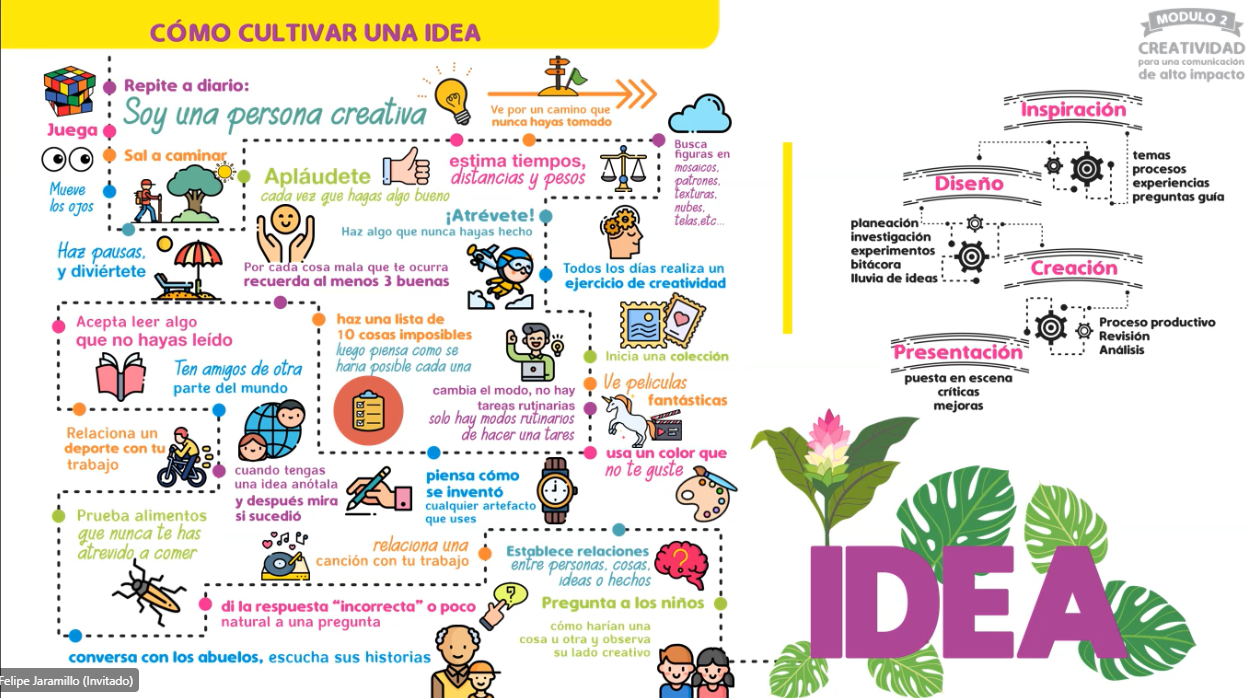 CÓMO CULTIVAR UNA IDEA
MODULO 2
CREATIVIDAD
para una comunicación
de alto impacto
Repite a diario:
Soy una persona creativa
Ve por un camino que
nunca hayas tomado
Juega
Sal a caminar
Mueve
los ojos
Apláudete
cada vez que hagas algo bueno
estima tiempos,
distancias y pesos
Busca
figuras en
mosaicos,
patrones,
texturas,
nubes,
telas,etc...
¡Atrévete!
Haz algo que nunca hayas hecho
Haz pausas,
y diviértete
Por cada cosa mala que te ocurra
recuerda al menos 3 buenas
Todos los días realiza un
ejercicio de creatividad
Acepta leer algo
que no hayas leído
haz una lista de
10 cosas imposibles
luego piensa como se
haria posible cada una
Inicia una colección
Ten amigos de otra
parte del mundo
cambia el modo, no hay
tareas rutinarias
solo hay modos rutinarios
de hacer una tares
Ve peliculas
fantásticas
Relaciona un
deporte con tu
trabajo
usa un color que
no te guste
cuando tengas
una idea anótala
y después mira
si sucedió
piensa cómo
se inventó
cualquier artefacto
que uses
Prueba alimentos
que nunca te has
atrevido a comer
relaciona una
canción con tu trabajo
Establece relaciones
entre personas, cosas,
ideas o hechos
?
di la respuesta "incorrecta" o poco
natural a una pregunta
?
Pregunta a los niños
cómo harían una
cosa u otra y observa
su lado creativo
conversa con los abuelos, escucha sus historias
Felipe Jaramillo (Invitado)
Inspiración
temas
procesos
experiencias
preguntas guía
Diseño
planeación
investigación
experimentos
bitácora
lluvia de ideas
Creación
Proceso productivo
Revisión
Análisis
Presentación
puesta en escena
críticas
mejoras
IDEA